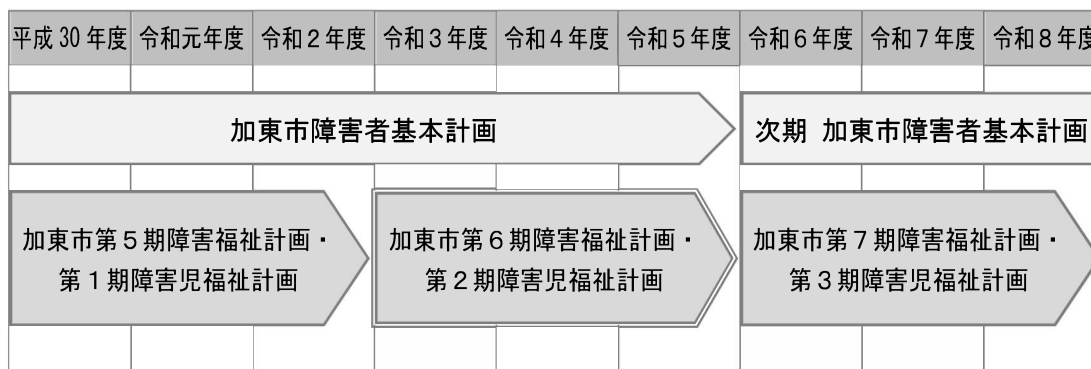 平成30年度 令和元年度 令和２年度 令和３年度 令和４年度 令和５年度 令和６年度 令和７年度 令和８年度
加東市障害者基本計画 次期 加東市障害者基本計画
加東市第５期障害福祉計画・
第１期障害児福祉計画
加東市第６期障害福祉計画・
第２期障害児福祉計画
加東市第７期障害福祉計画・
第３期障害児福祉計画